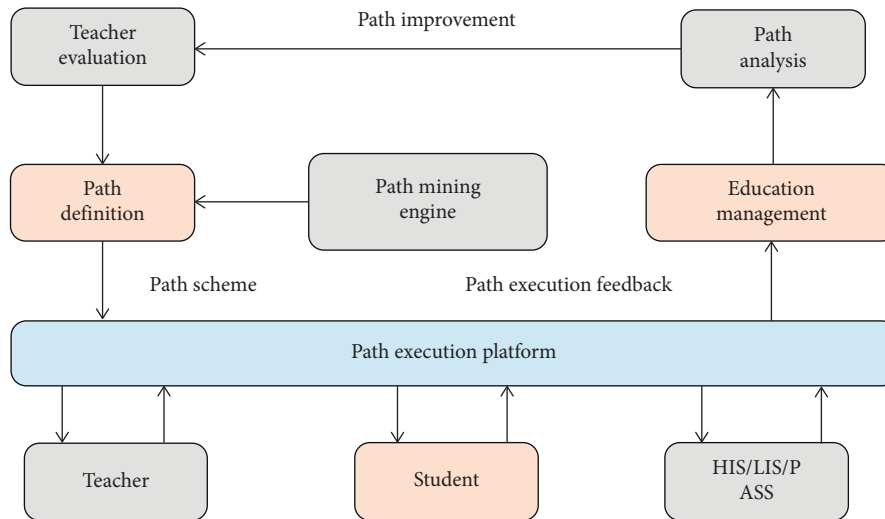 Teacher
evaluation
Path improvement
Path
analysis
Path
definition
Path mining
engine
Education
management
Path scheme
Path execution feedback
Path execution platform
Teacher
Student
HIS/LIS/P
ASS